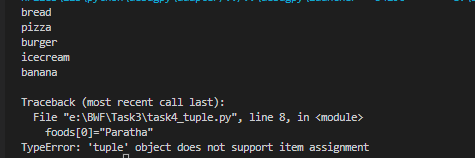 bread
pizza
burger
icecream
banana
Traceback (most recent call last):
File "e:\BWF\Task3\task4_tuple.py", line 8, in <module>
foods[0]="Paratha"
TypeError: 'tuple' object does not support item assignment